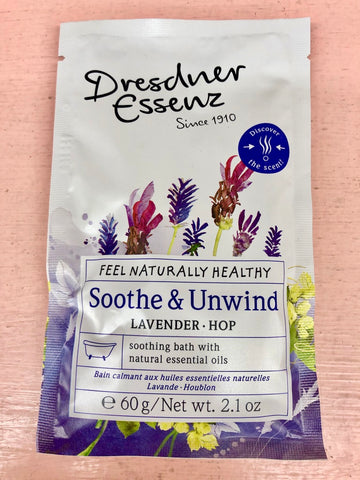 Dresdner
Essenz
Since 1910
Discover
the scent!
FEEL NATURALLY HEALTHY
Soothe & Unwind
LAVENDER · HOP
soothing bath with
natural essential oils
Bain calmant aux huiles essentielles naturelles
Lavande · Houblon
℮ 60 g/Net wt. 2.1 oz